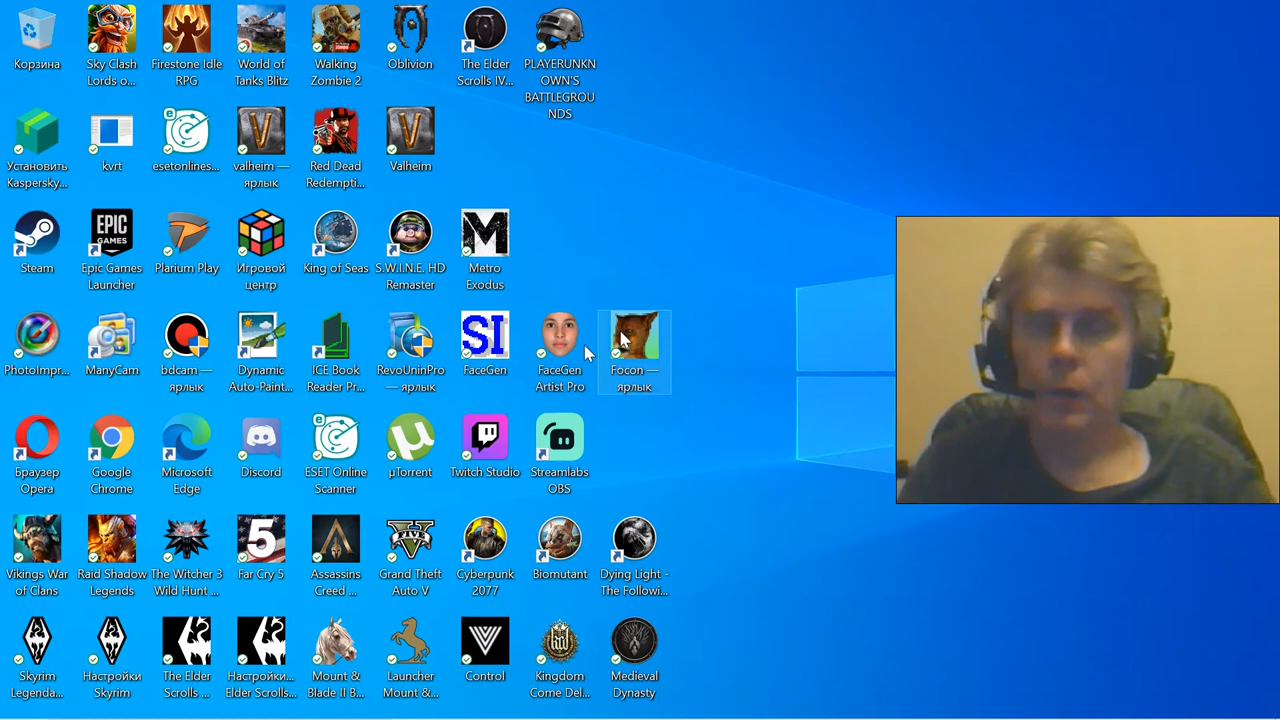 Корзина
Sky Clash
Lords o...
Firestone Idle
RPG
World of
Tanks Blitz
Walking
Zombie 2
Oblivion
The Elder
Scrolls IV...
PLAYERUNKN
OWN'S
BATTLEGROU
NDS
Установить
Kaspersky...
kvrt
esetonlines...
valheim —
ярлык
Red Dead
Redempti...
Valheim
Steam
EPIC
GAMES
Epic Games
Launcher
Plarium Play
Игровой
центр
King of Seas
S.W.I.N.E. HD
Remaster
Metro
Exodus
PhotoImpr...
ManyCam
bdcam —
ярлык
Dynamic
Auto-Paint...
ICE Book
Reader Pr...
RevoUninPro
— ярлык
SI
FaceGen
FaceGen
Artist Pro
Focon —
ярлык
Браузер
Opera
Google
Chrome
Microsoft
Edge
Discord
ESET Online
Scanner
µTorrent
Twitch Studio
Streamlabs
OBS
Vikings War
of Clans
Raid Shadow
Legends
The Witcher 3
Wild Hunt ...
5
Far Cry 5
Assassins
Creed ...
FIVE
Grand Theft
Auto V
Cyberpunk
2077
Biomutant
Dying Light -
The Followi...
Skyrim
Legenda...
Настройки
Skyrim
The Elder
Scrolls ...
Настройки...
Elder Scrolls...
Mount &
Blade II B...
Launcher
Mount &...
Control
Kingdom
Come Del...
Medieval
Dynasty